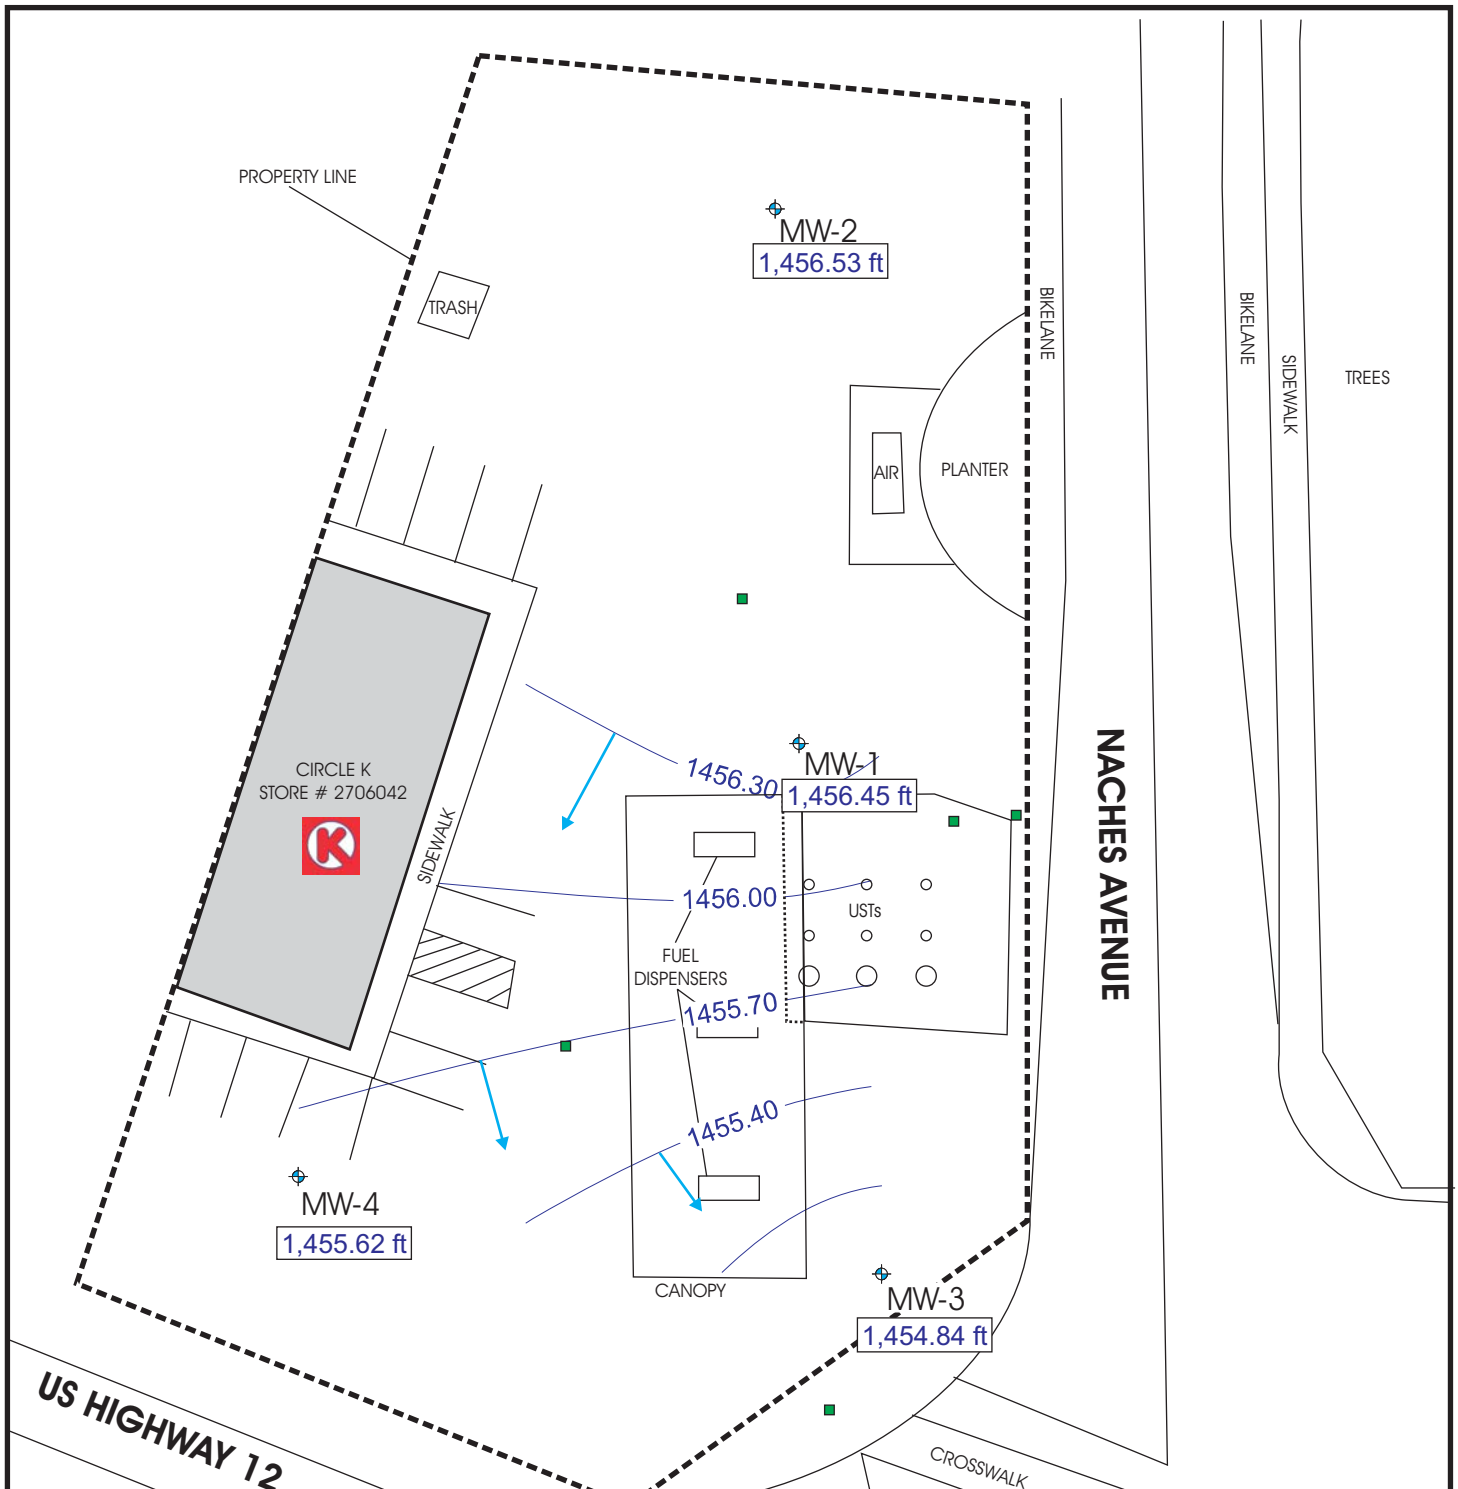 PROPERTY LINE
MW-2
1,456.53 ft
TRASH
BIKELANE
BIKELANE
SIDEWALK
TREES
AIR
PLANTER
NACHES AVENUE
MW-1
1,456.45 ft
1456.30
CIRCLE K
STORE # 2706042
K
SIDEWALK
1456.00
USTs
FUEL
DISPENSERS
1455.70
1455.40
MW-4
1,455.62 ft
CANOPY
MW-3
1,454.84 ft
US HIGHWAY 12
CROSSWALK